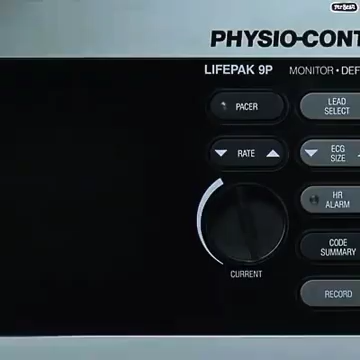 PHYSIO-CONT
LIFEPAK 9P MONITOR • DEF
PACER
LEAD
SELECT
RATE
ECG
SIZE
HR
ALARM
CODE
SUMMARY
CURRENT
RECORD